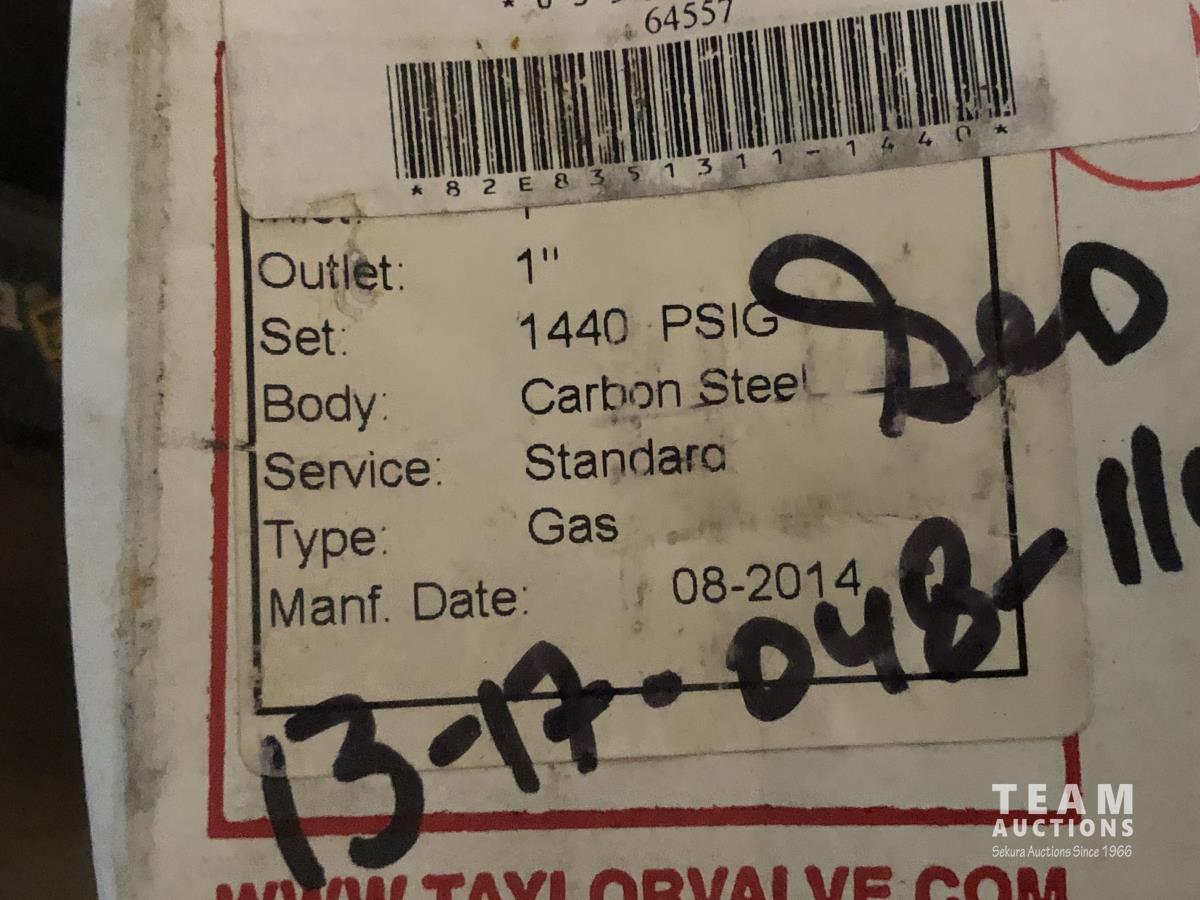 64557
*82E8351311-1440*
Outlet: 1"
Set: 1440 PSIG
Body: Carbon Steel
Service: Standard
Type: Gas
Manf. Date: 08-2014
13-17-048-11
TEAM
AUCTIONS
Sekura Auctions Since 1966
WWW.TAYLORVALVE.COM